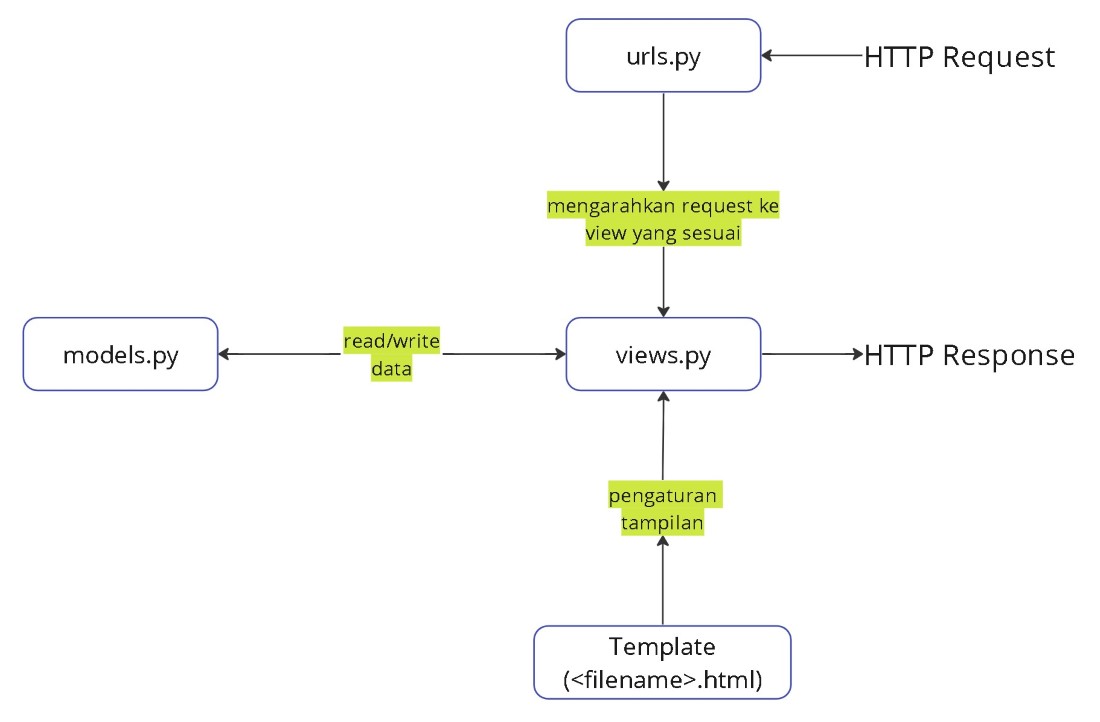 urls.py
HTTP Request
mengarahkan request ke
view yang sesuai
models.py
read/write
data
views.py
HTTP Response
pengaturan
tampilan
Template
(<filename>.html)